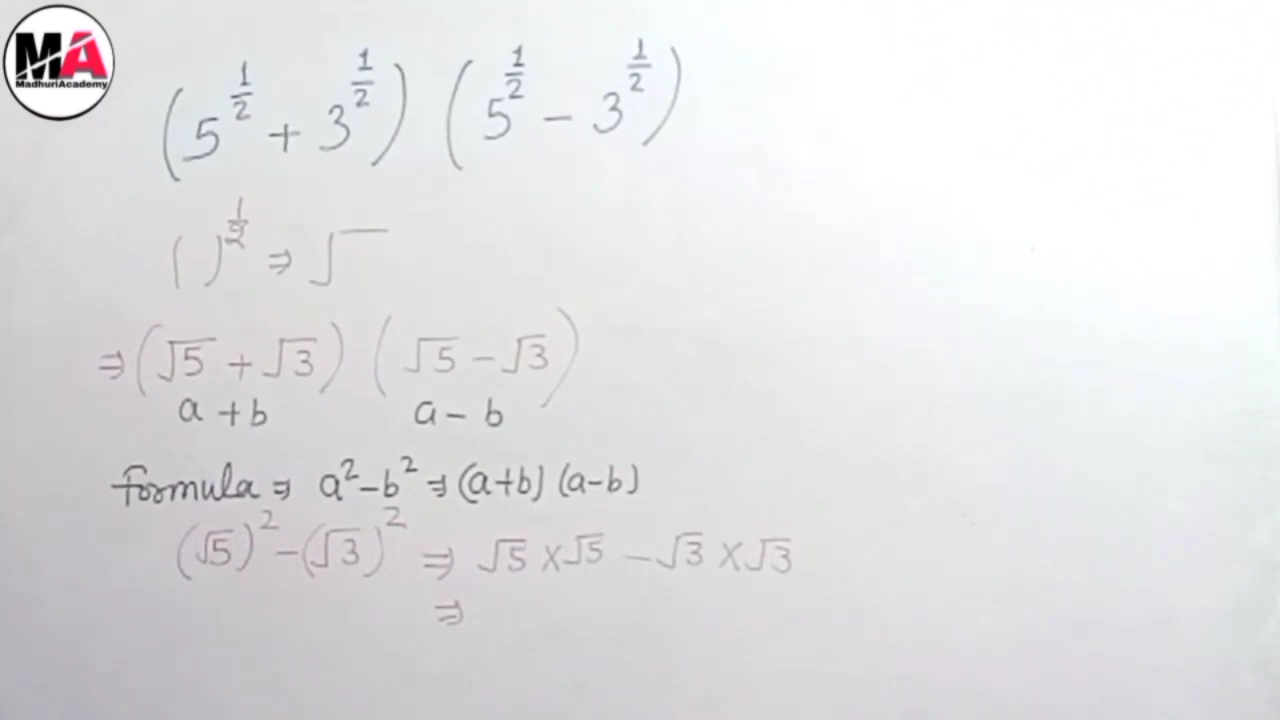 MA
MadhuriAcademy
(5^{1/2} + 3^{1/2}) (5^{1/2} - 3^{1/2})
( )^{1/2} ⇒ √
⇒ (√5 + √3) (√5 - √3)
a + b a - b
formula ⇒ a² - b² ⇒ (a+b) (a-b)
(√5)² - (√3)² ⇒ √5 × √5 - √3 × √3
⇒